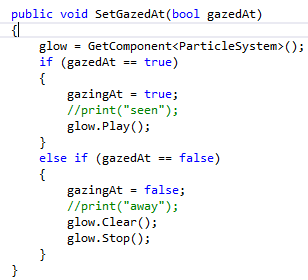 public void SetGazedAt(bool gazedAt)
{
    glow = GetComponent<ParticleSystem>();
    if (gazedAt == true)
    {
        gazingAt = true;
        //print("seen");
        glow.Play();
    }
    else if (gazedAt == false)
    {
        gazingAt = false;
        //print("away");
        glow.Clear();
        glow.Stop();
    }
}